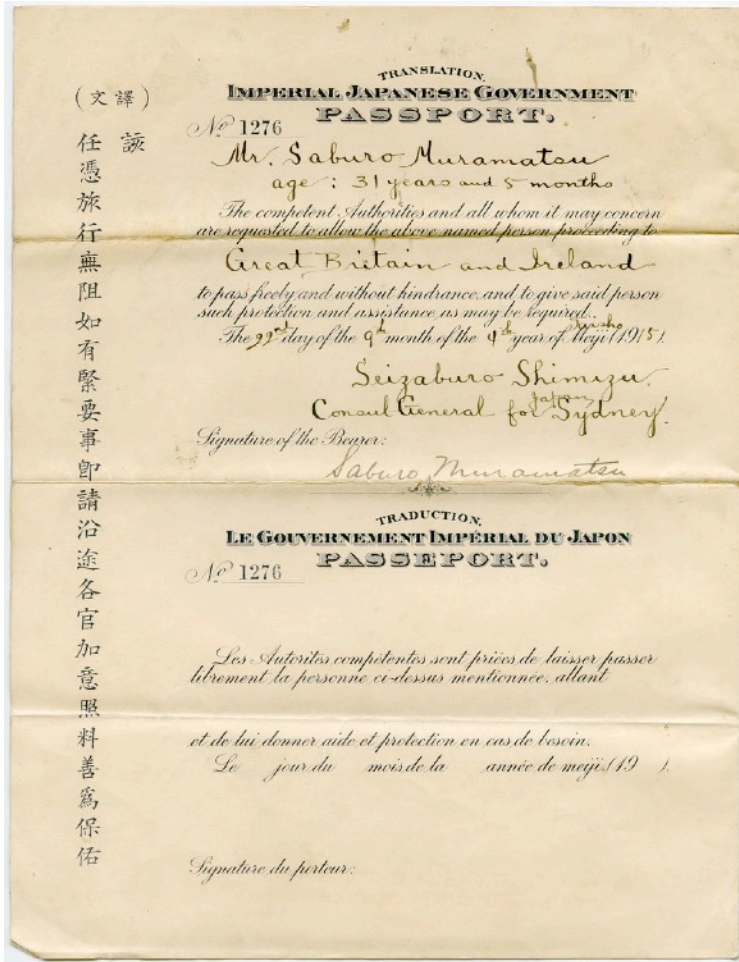 (譯文)
該
任憑旅行無阻如有緊要事卽請沿途各官加意照料善爲保佑
TRANSLATION.
IMPERIAL JAPANESE GOVERNMENT
PASSPORT.
No 1276
Mr. Saburo Muramatsu
age : 31 years and 5 months
The competent Authorities and all whom it may concern
are requested to allow the above named person proceeding to
Great Britain and Ireland
to pass freely and without hindrance, and to give said person
such protection and assistance as may be required.
Taisho
The 22nd day of the 9th month of the 4th year of Meiji (1915).
Seizaburo Shimizu.
Japan
Consul General for Sydney.
Signature of the Bearer:
Saburo Muramatsu
TRADUCTION.
LE GOUVERNEMENT IMPÉRIAL DU JAPON
PASSEPORT.
No 1276
Les Autorités compétentes sont priées de laisser passer
librement la personne ci-dessus mentionnée, allant
et de lui donner aide et protection en cas de besoin.
Le jour du mois de la année de meiji (19 ).
Signature du porteur: